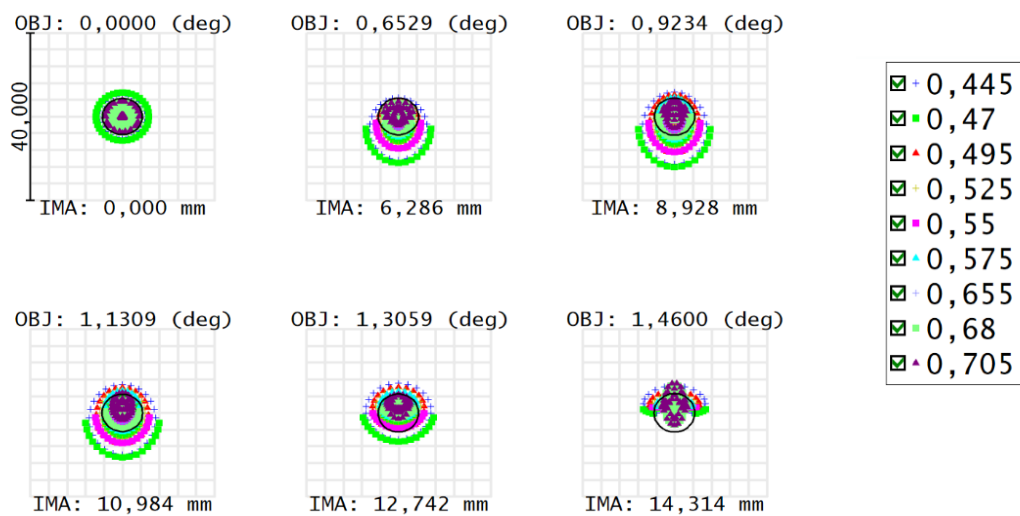 OBJ: 0,0000 (deg)
OBJ: 0,6529 (deg)
OBJ: 0,9234 (deg)
40,000
IMA: 0,000 mm
IMA: 6,286 mm
IMA: 8,928 mm
OBJ: 1,1309 (deg)
OBJ: 1,3059 (deg)
OBJ: 1,4600 (deg)
IMA: 10,984 mm
IMA: 12,742 mm
IMA: 14,314 mm
0,445
0,47
0,495
0,525
0,55
0,575
0,655
0,68
0,705